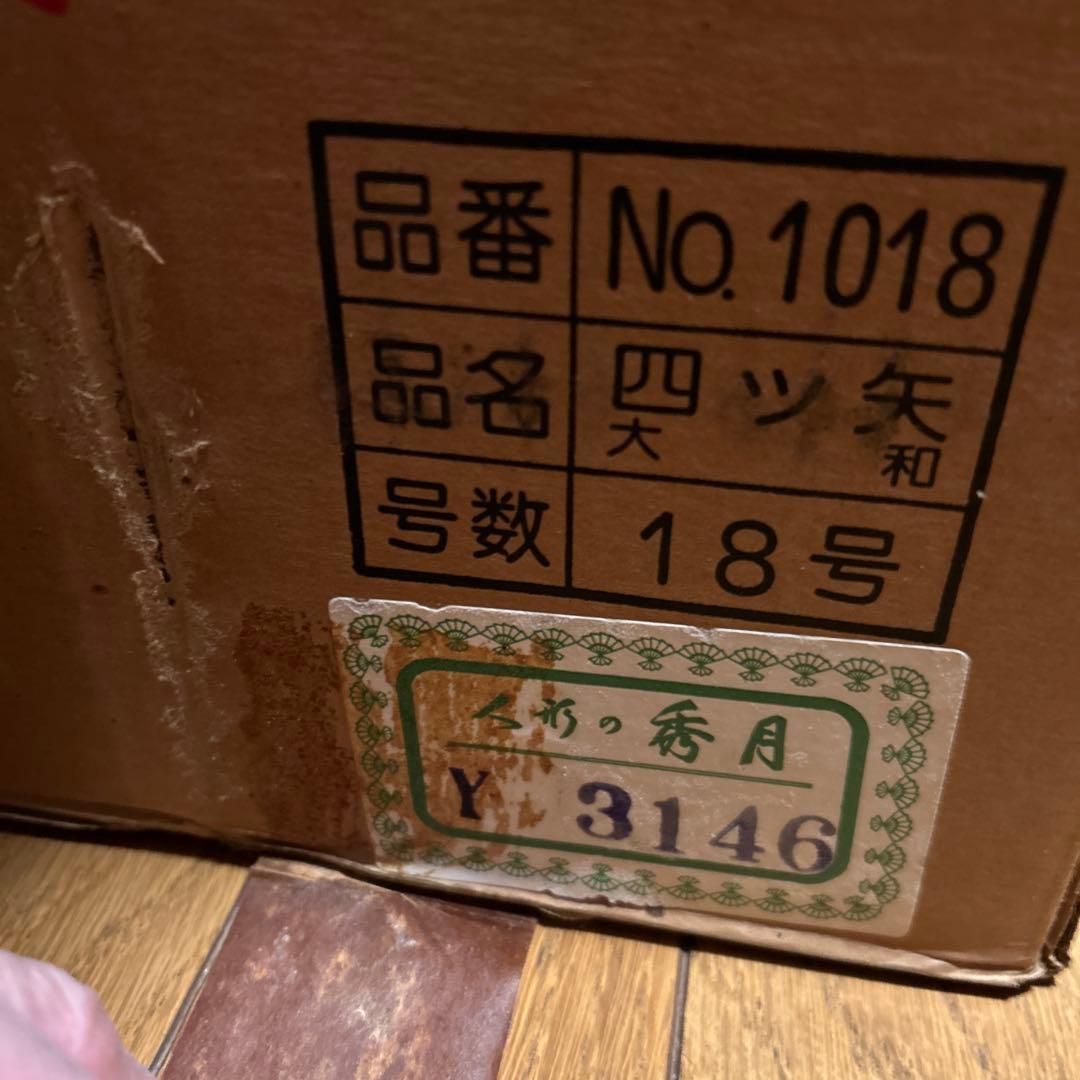 品番 No.1018
品名 四ツ矢
大 和
号数 18号
人形の秀月
Y 3146